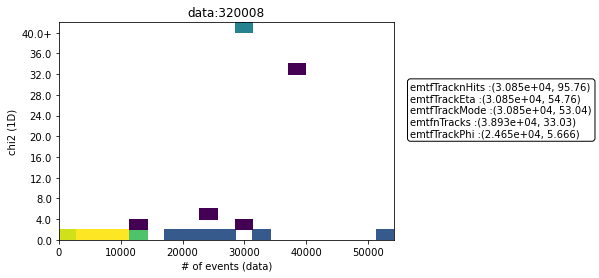 data:320008
chi2 (1D)
40.0+
36.0
32.0
28.0
24.0
20.0
16.0
12.0
8.0
4.0
0.0
0
10000
20000
30000
40000
50000
# of events (data)
emtfTracknHits :(3.085e+04, 95.76)
emtfTrackEta :(3.085e+04, 54.76)
emtfTrackMode :(3.085e+04, 53.04)
emtfnTracks :(3.893e+04, 33.03)
emtfTrackPhi :(2.465e+04, 5.666)